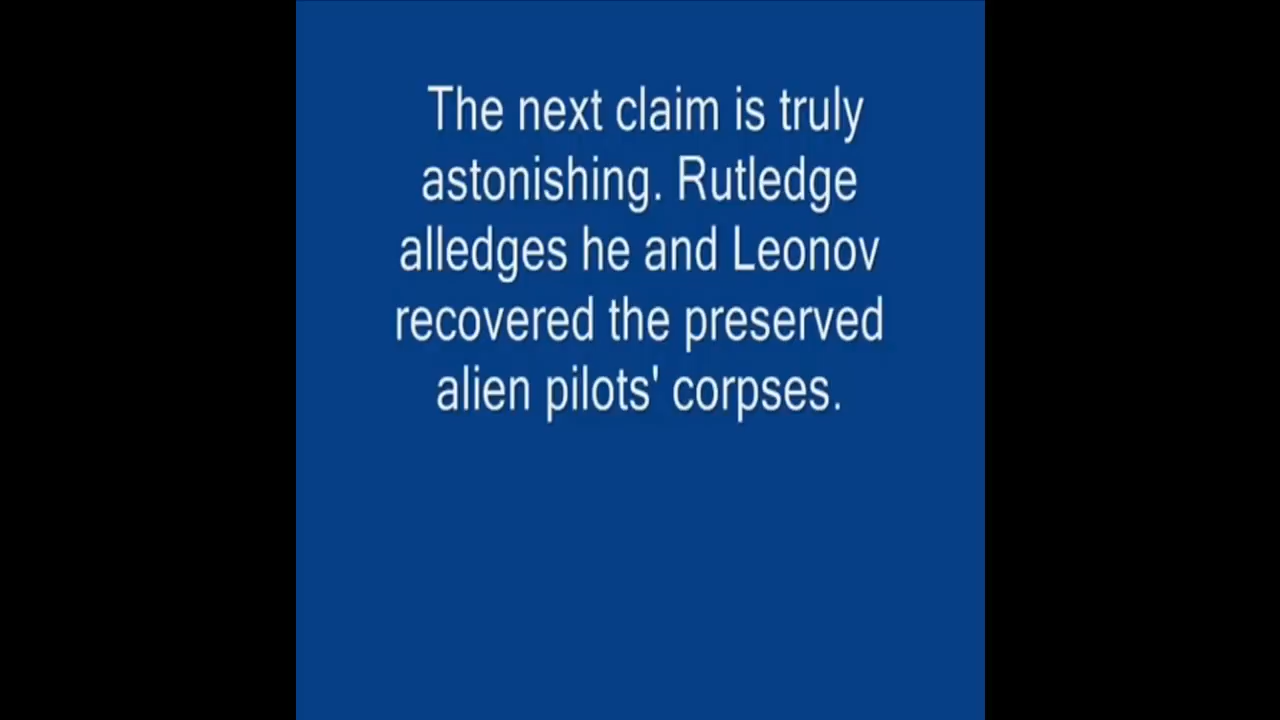 The next claim is truly
astonishing. Rutledge
alledges he and Leonov
recovered the preserved
alien pilots' corpses.